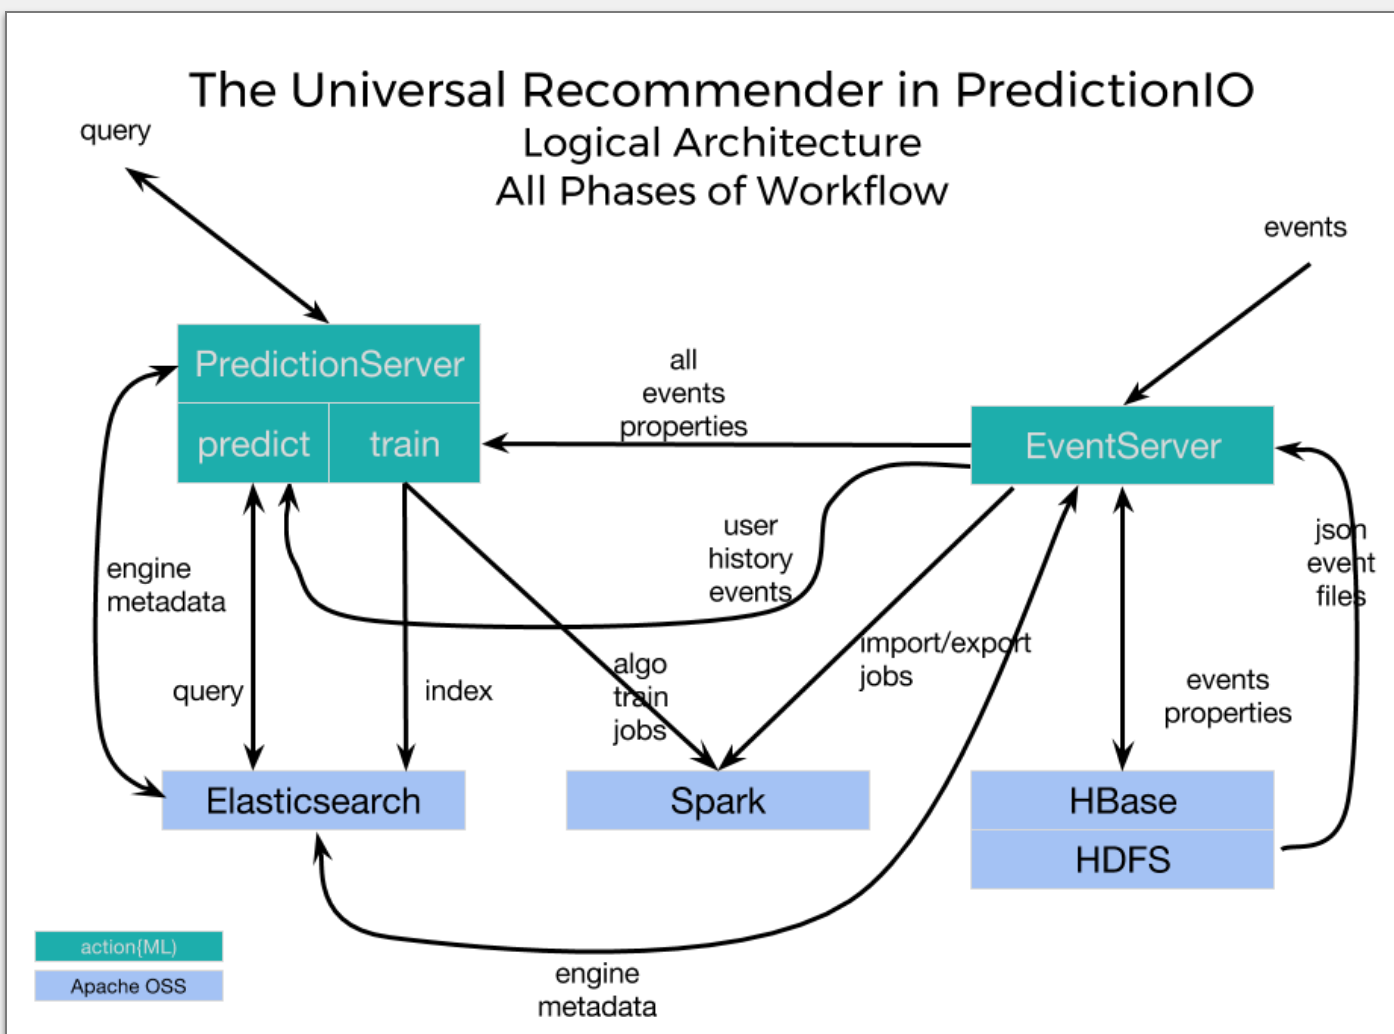 The Universal Recommender in PredictionIO
Logical Architecture
All Phases of Workflow
query
events
PredictionServer
predict
train
all
events
properties
EventServer
user
history
events
json
event
files
engine
metadata
query
index
algo
train
jobs
import/export
jobs
events
properties
Elasticsearch
Spark
HBase
HDFS
action{ML)
Apache OSS
engine
metadata